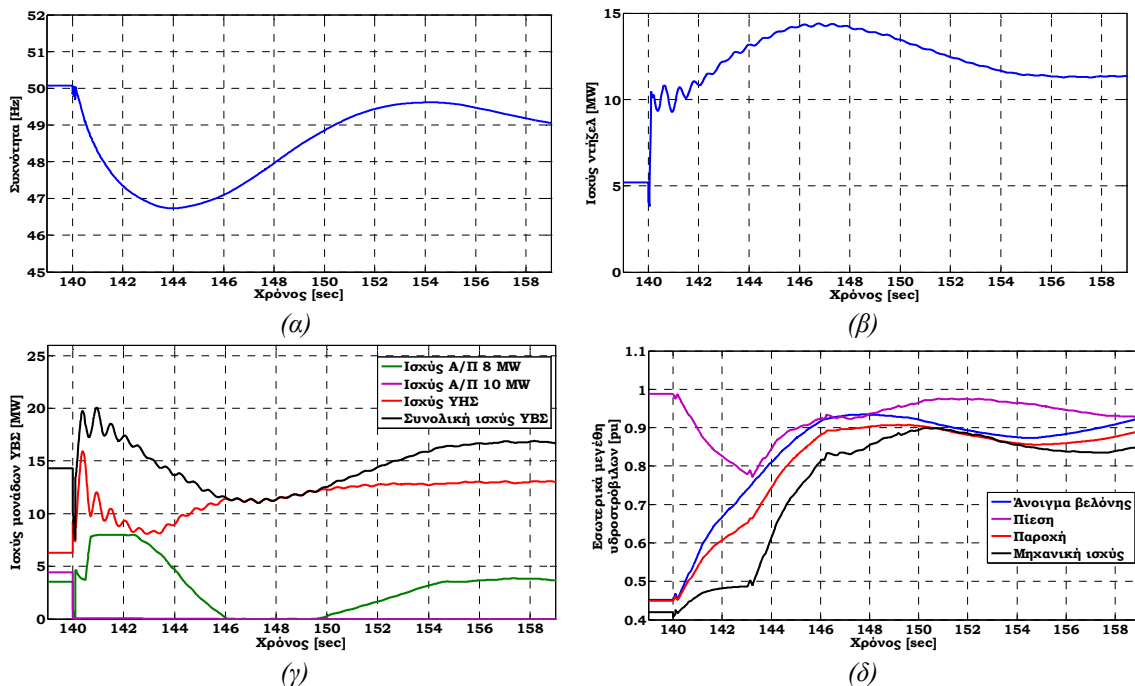 Συχνότητα [Hz]
52
51
50
49
48
47
46
45
140 142 144 146 148 150 152 154 156 158
Χρόνος [sec]
(α)
Ισχύς ντήζελ [MW]
15
10
5
0
140 142 144 146 148 150 152 154 156 158
Χρόνος [sec]
(β)
Ισχύς μονάδων ΥΒΣ [MW]
25
20
15
10
5
0
Ισχύς Α/Π 8 MW
Ισχύς Α/Π 10 MW
Ισχύς ΥΗΣ
Συνολική ισχύς ΥΒΣ
140 142 144 146 148 150 152 154 156 158
Χρόνος [sec]
(γ)
Εσωτερικά μεγέθη
υδροστρόβιλων [pu]
1.1
1
0.9
0.8
0.7
0.6
0.5
0.4
Άνοιγμα βελόνης
Πίεση
Παροχή
Μηχανική ισχύς
140 142 144 146 148 150 152 154 156 158
Χρόνος [sec]
(δ)